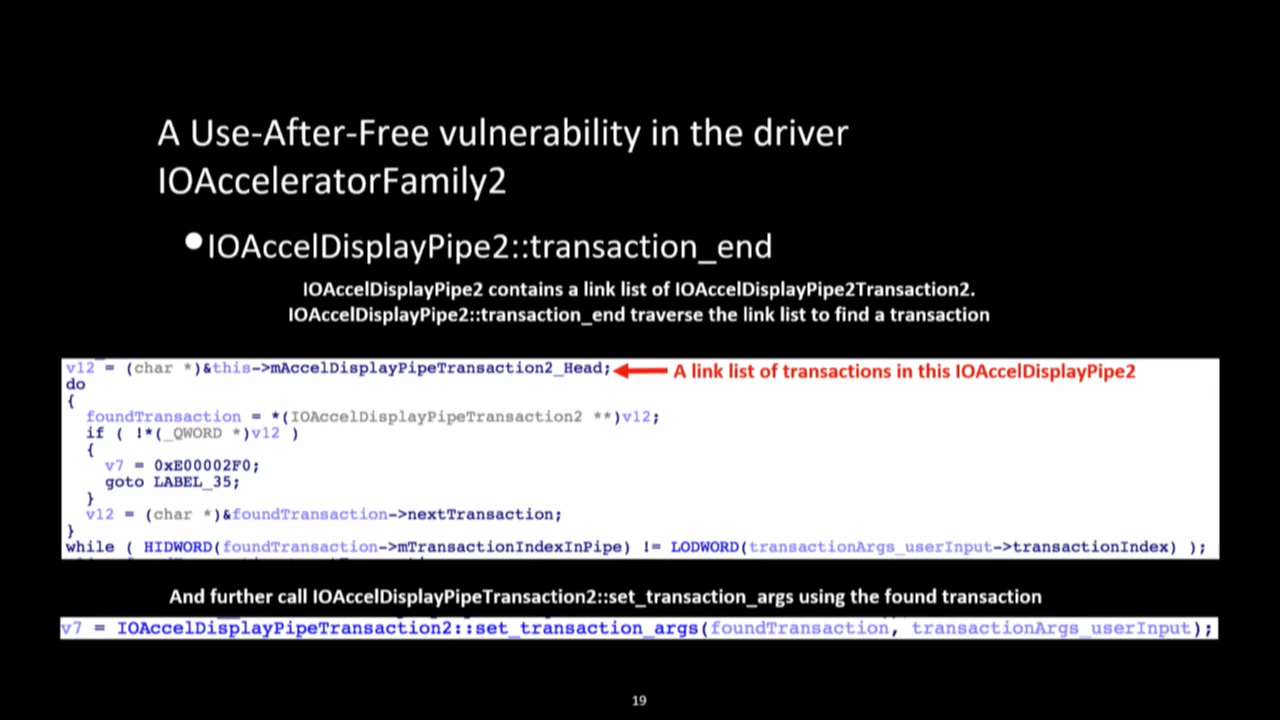 A Use-After-Free vulnerability in the driver
IOAcceleratorFamily2
●IOAccelDisplayPipe2::transaction_end
IOAccelDisplayPipe2 contains a link list of IOAccelDisplayPipe2Transaction2.
IOAccelDisplayPipe2::transaction_end traverse the link list to find a transaction
v12 = (char *)&this->mAccelDisplayPipeTransaction2_Head; A link list of transactions in this IOAccelDisplayPipe2
do
{
foundTransaction = *(IOAccelDisplayPipeTransaction2 **)v12;
if ( !*(_QWORD *)v12 )
{
v7 = 0xE00002F0;
goto LABEL_35;
}
v12 = (char *)&foundTransaction->nextTransaction;
}
while ( HIDWORD(foundTransaction->mTransactionIndexInPipe) != LODWORD(transactionArgs_userInput->transactionIndex) );
And further call IOAccelDisplayPipeTransaction2::set_transaction_args using the found transaction
v7 = IOAccelDisplayPipeTransaction2::set_transaction_args(foundTransaction, transactionArgs_userInput);
19